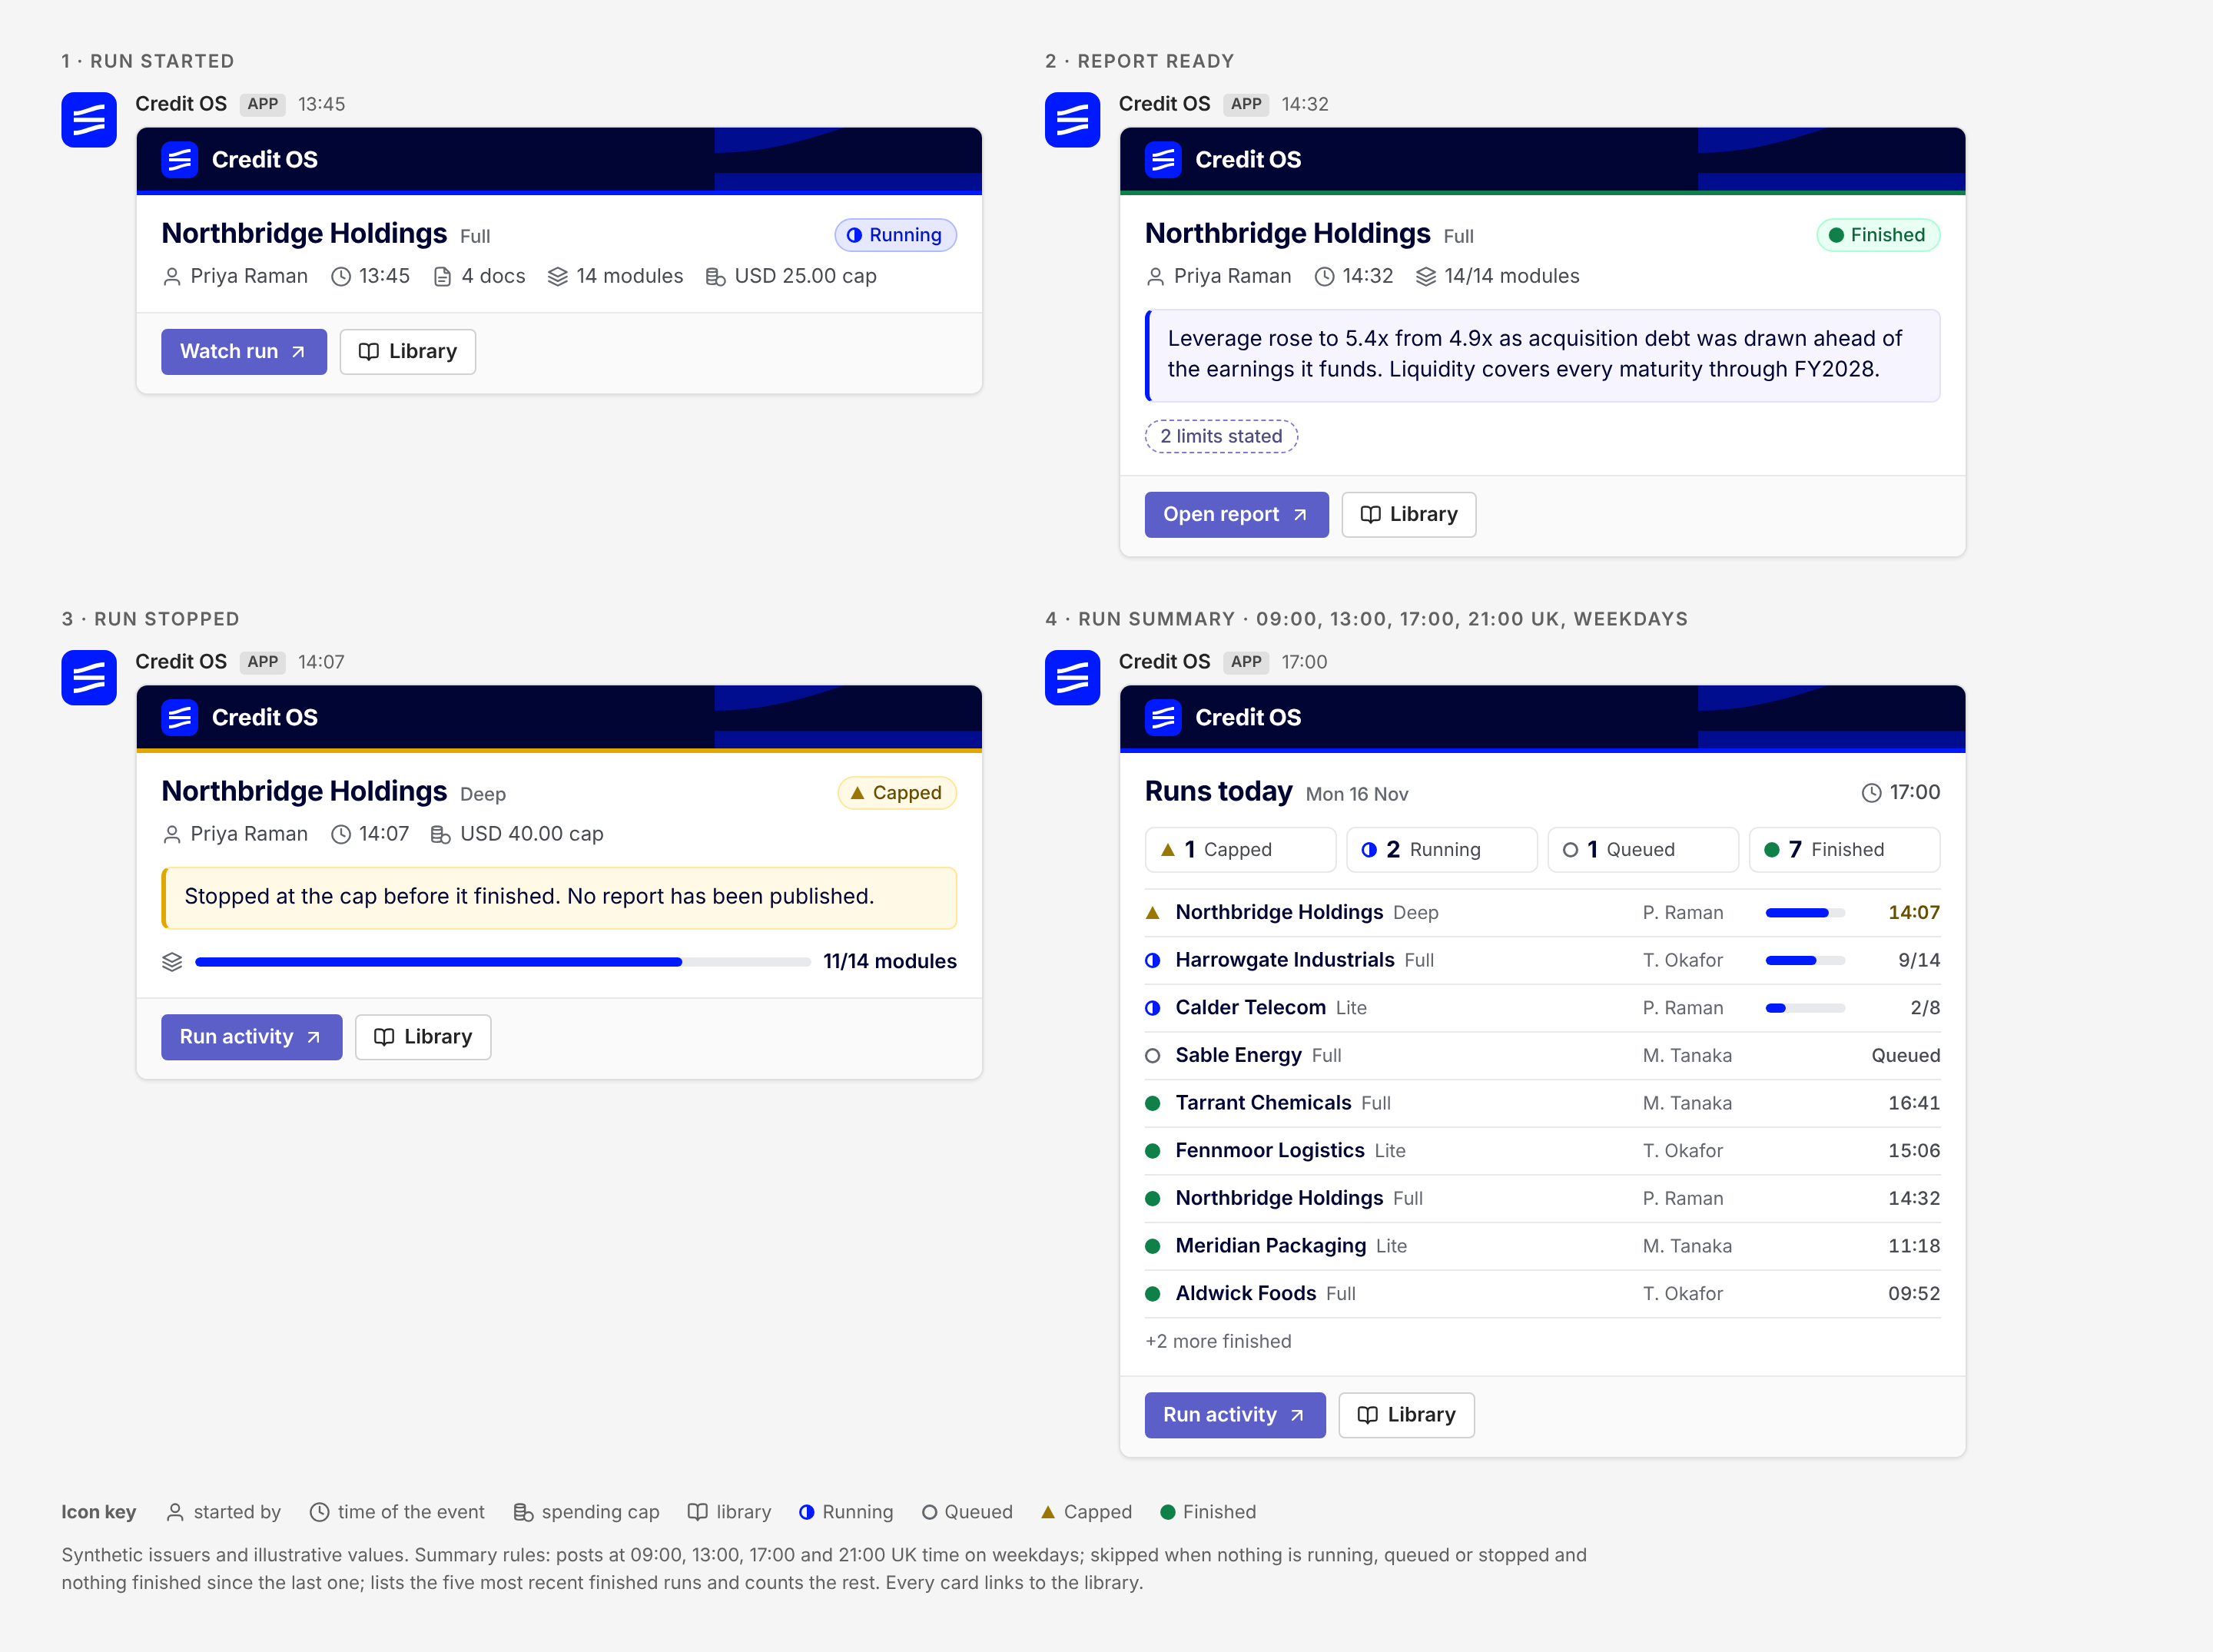 1 · RUN STARTED
Credit OS APP 13:45
Credit OS
Northbridge Holdings Full Running
Priya Raman 13:45 4 docs 14 modules USD 25.00 cap
Watch run Library
2 · REPORT READY
Credit OS APP 14:32
Credit OS
Northbridge Holdings Full Finished
Priya Raman 14:32 14/14 modules
Leverage rose to 5.4x from 4.9x as acquisition debt was drawn ahead of
the earnings it funds. Liquidity covers every maturity through FY2028.
2 limits stated
Open report Library
3 · RUN STOPPED
Credit OS APP 14:07
Credit OS
Northbridge Holdings Deep Capped
Priya Raman 14:07 USD 40.00 cap
Stopped at the cap before it finished. No report has been published.
11/14 modules
Run activity Library
4 · RUN SUMMARY · 09:00, 13:00, 17:00, 21:00 UK, WEEKDAYS
Credit OS APP 17:00
Credit OS
Runs today Mon 16 Nov 17:00
1 Capped 2 Running 1 Queued 7 Finished
Northbridge Holdings Deep P. Raman 14:07
Harrowgate Industrials Full T. Okafor 9/14
Calder Telecom Lite P. Raman 2/8
Sable Energy Full M. Tanaka Queued
Tarrant Chemicals Full M. Tanaka 16:41
Fennmoor Logistics Lite T. Okafor 15:06
Northbridge Holdings Full P. Raman 14:32
Meridian Packaging Lite M. Tanaka 11:18
Aldwick Foods Full T. Okafor 09:52
+2 more finished
Run activity Library
Icon key started by time of the event spending cap library Running Queued Capped Finished
Synthetic issuers and illustrative values. Summary rules: posts at 09:00, 13:00, 17:00 and 21:00 UK time on weekdays; skipped when nothing is running, queued or stopped and
nothing finished since the last one; lists the five most recent finished runs and counts the rest. Every card links to the library.